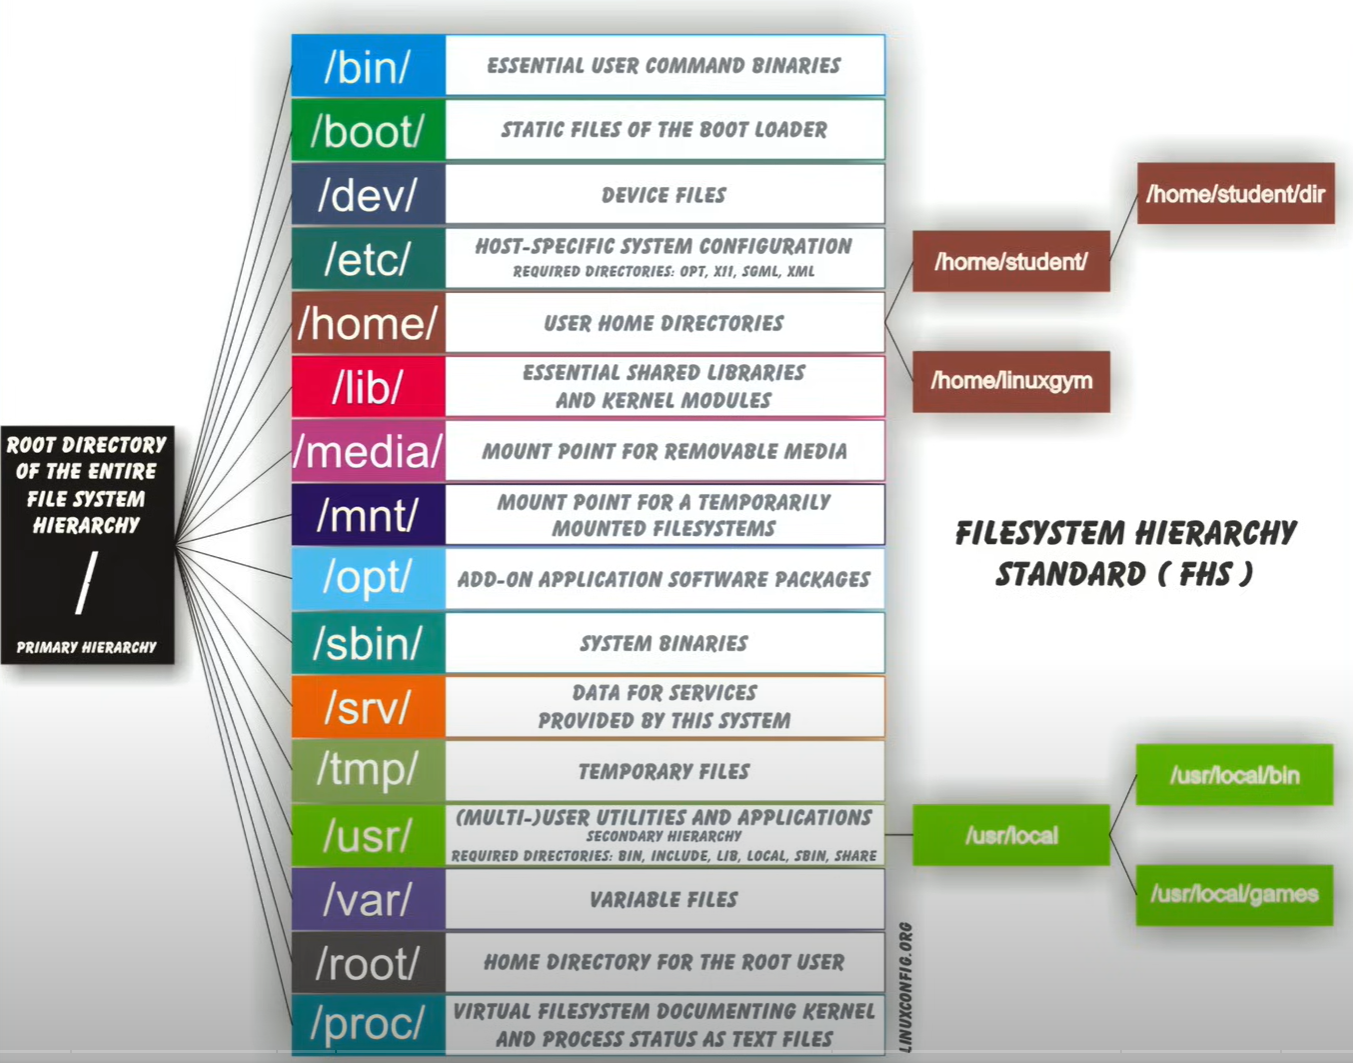 ROOT DIRECTORY
OF THE ENTIRE
FILE SYSTEM
HIERARCHY
/
PRIMARY HIERARCHY
/bin/
ESSENTIAL USER COMMAND BINARIES
/boot/
STATIC FILES OF THE BOOT LOADER
/dev/
DEVICE FILES
/etc/
HOST-SPECIFIC SYSTEM CONFIGURATION
REQUIRED DIRECTORIES: OPT, X11, SGML, XML
/home/
USER HOME DIRECTORIES
/home/student/
/home/student/dir
/home/linuxgym
/lib/
ESSENTIAL SHARED LIBRARIES
AND KERNEL MODULES
/media/
MOUNT POINT FOR REMOVABLE MEDIA
/mnt/
MOUNT POINT FOR A TEMPORARILY
MOUNTED FILESYSTEMS
/opt/
ADD-ON APPLICATION SOFTWARE PACKAGES
/sbin/
SYSTEM BINARIES
/srv/
DATA FOR SERVICES
PROVIDED BY THIS SYSTEM
/tmp/
TEMPORARY FILES
/usr/
(MULTI-)USER UTILITIES AND APPLICATIONS
SECONDARY HIERARCHY
REQUIRED DIRECTORIES: BIN, INCLUDE, LIB, LOCAL, SBIN, SHARE
/usr/local
/usr/local/bin
/usr/local/games
/var/
VARIABLE FILES
/root/
HOME DIRECTORY FOR THE ROOT USER
/proc/
VIRTUAL FILESYSTEM DOCUMENTING KERNEL
AND PROCESS STATUS AS TEXT FILES
FILESYSTEM HIERARCHY
STANDARD ( FHS )
LINUXCONFIG.ORG